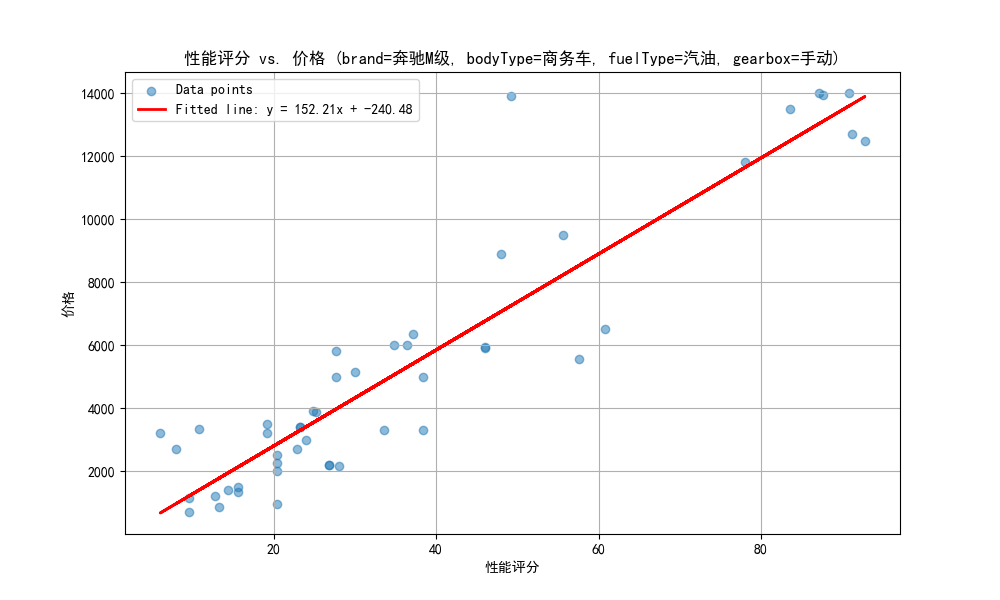 性能评分 vs. 价格 (brand=奔驰M级, bodyType=商务车, fuelType=汽油, gearbox=手动)
Data points
Fitted line: y = 152.21x + -240.48
14000
12000
10000
8000
6000
4000
2000
价格
20
40
60
80
性能评分